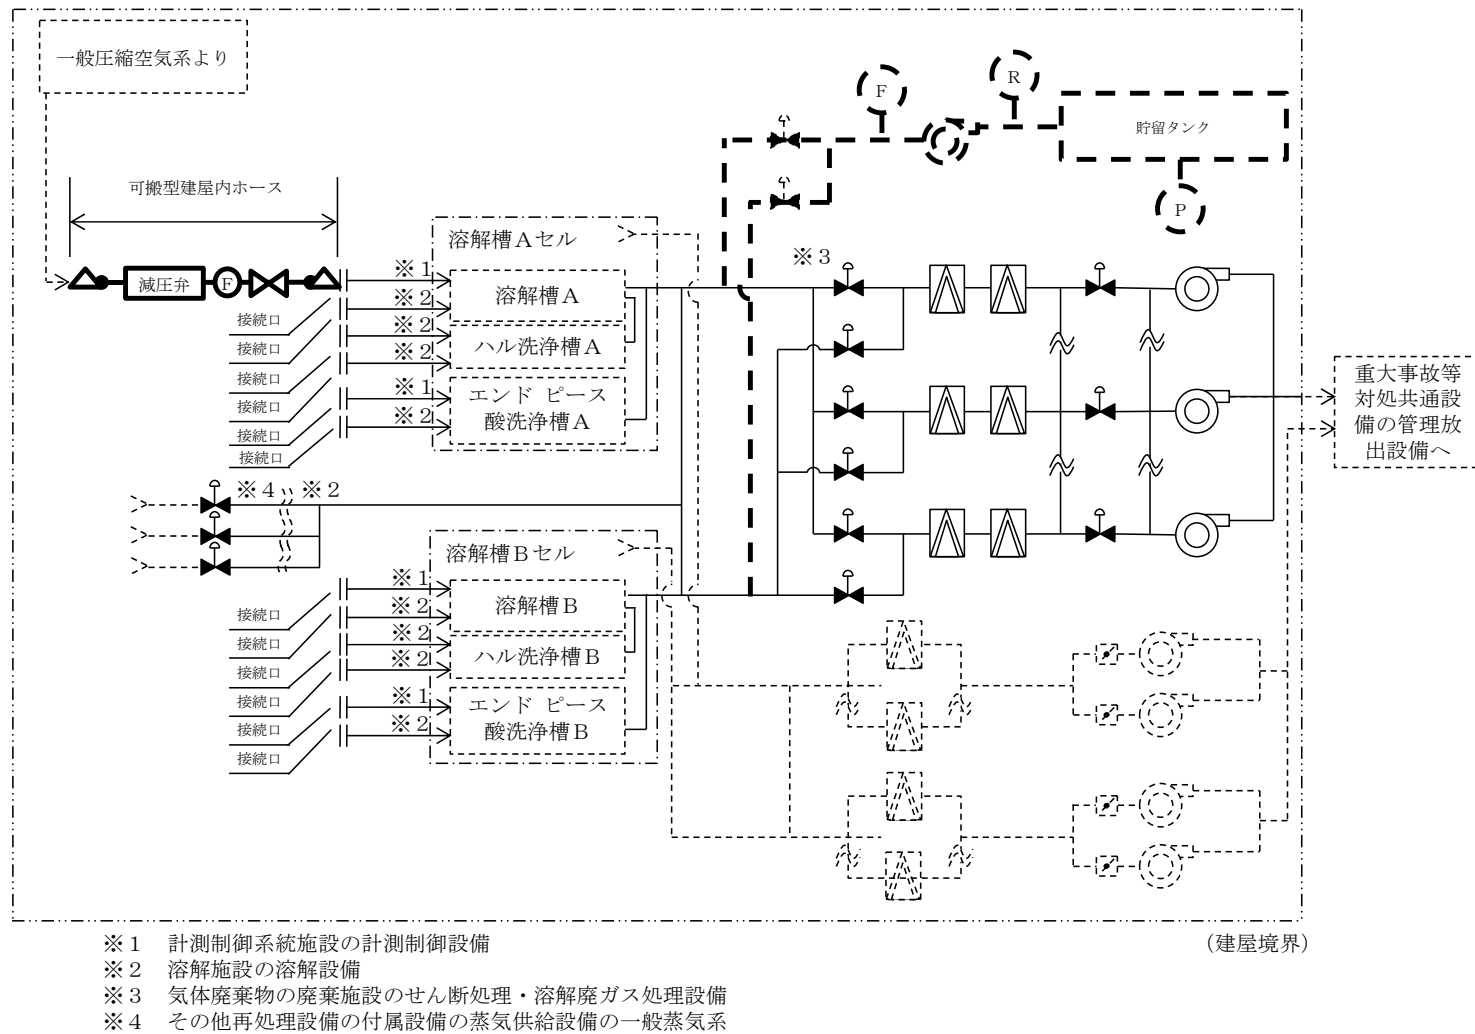 一般圧縮空気系より
F
R
貯留タンク
P
可搬型建屋内ホース
減圧弁
F
溶解槽Ａセル
※３
※１
※２
※２
※２
※１
※２
溶解槽Ａ
ハル洗浄槽Ａ
エンド ピース
酸洗浄槽Ａ
接続口
接続口
接続口
接続口
接続口
接続口
重大事故等
対処共通設
備の管理放
出設備へ
※４ ※２
溶解槽Ｂセル
※１
※２
※２
※２
※１
※２
溶解槽Ｂ
ハル洗浄槽Ｂ
エンド ピース
酸洗浄槽Ｂ
接続口
接続口
接続口
接続口
接続口
接続口
（建屋境界）
※１ 計測制御系統施設の計測制御設備
※２ 溶解施設の溶解設備
※３ 気体廃棄物の廃棄施設のせん断処理・溶解廃ガス処理設備
※４ その他再処理設備の付属設備の蒸気供給設備の一般蒸気系